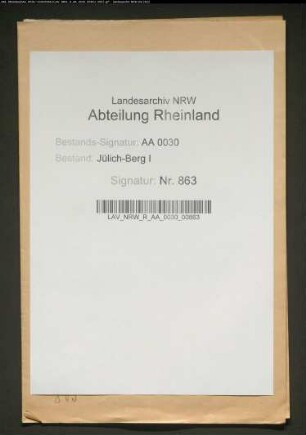 Landesarchiv NRW
Abteilung Rheinland
Bestands-Signatur: AA 0030
Bestand: Jülich-Berg I
Signatur: Nr. 863
LAV_NRW_R_AA_0030_00863